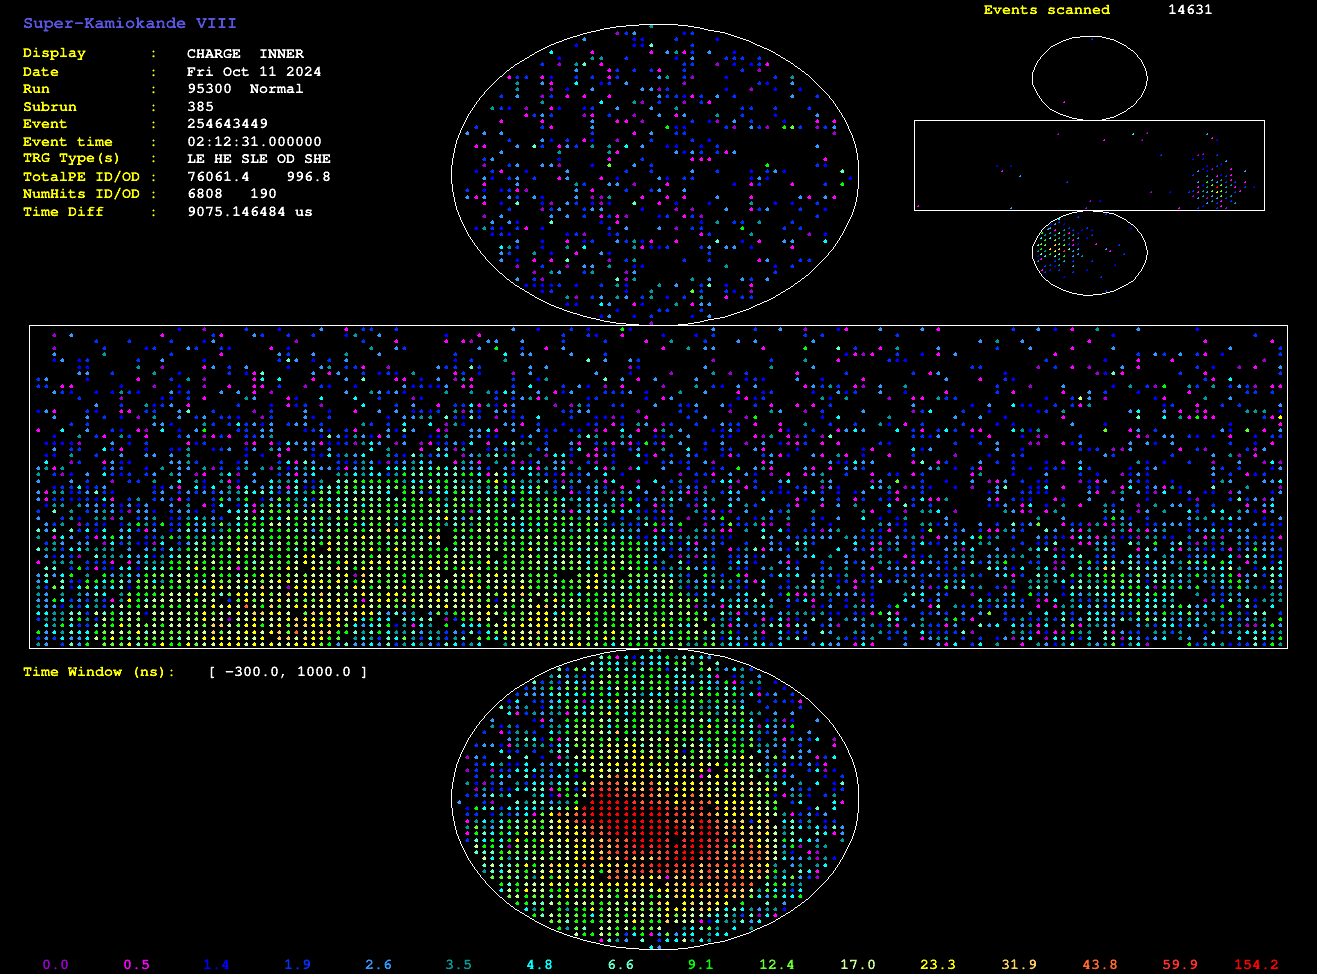 Super-Kamiokande VIII
Events scanned 14631
Display : CHARGE INNER
Date : Fri Oct 11 2024
Run : 95300 Normal
Subrun : 385
Event : 254643449
Event time : 02:12:31.000000
TRG Type(s) : LE HE SLE OD SHE
TotalPE ID/OD : 76061.4 996.8
NumHits ID/OD : 6808 190
Time Diff : 9075.146484 us
Time Window (ns): [ -300.0, 1000.0 ]
0.0 0.5 1.4 1.9 2.6 3.5 4.8 6.6 9.1 12.4 17.0 23.3 31.9 43.8 59.9 154.2